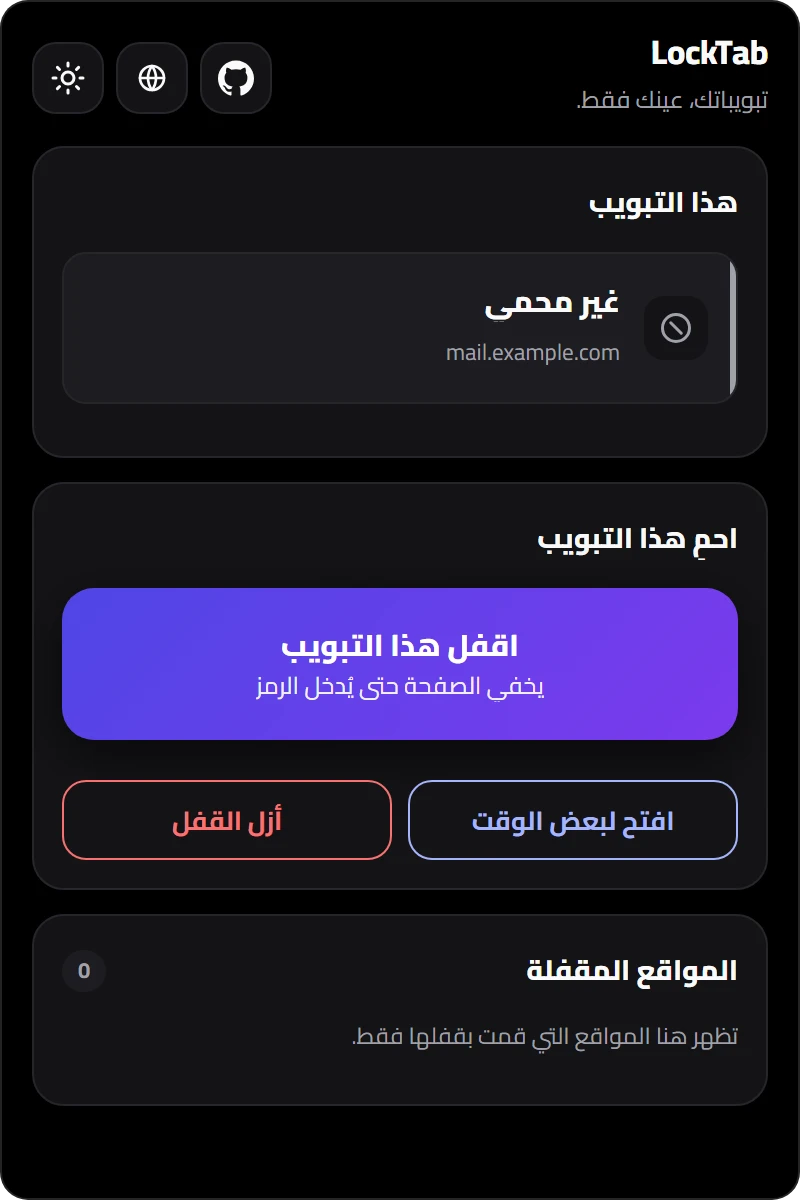 LockTab
تبويباتك، عينك فقط.
هذا التبويب
غير محمي
mail.example.com
احمِ هذا التبويب
اقفل هذا التبويب
يخفي الصفحة حتى يُدخل الرمز
افتح لبعض الوقت
أزل القفل
المواقع المقفلة
0
تظهر هنا المواقع التي قمت بقفلها فقط.